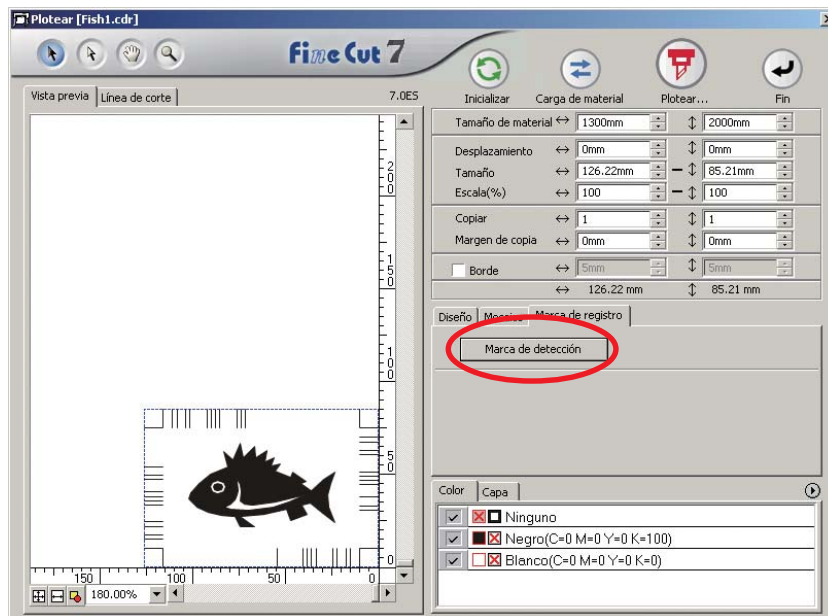 Plotear [Fish1.cdr]
Fine Cut 7
Inicializar Carga de material Plotear... Fin
Vista previa Línea de corte 7.0ES
Tamaño de material 1300mm 2000mm
Desplazamiento 0mm 0mm
Tamaño 126.22mm 85.21mm
Escala(%) 100 100
Copiar 1 1
Margen de copia 0mm 0mm
Borde 5mm 5mm
126.22 mm 85.21 mm
Diseño Mosaico Marca de registro
Marca de detección
200
150
100
50
0
150 100 50 0
180.00%
Color Capa
Ninguno
Negro(C=0 M=0 Y=0 K=100)
Blanco(C=0 M=0 Y=0 K=0)